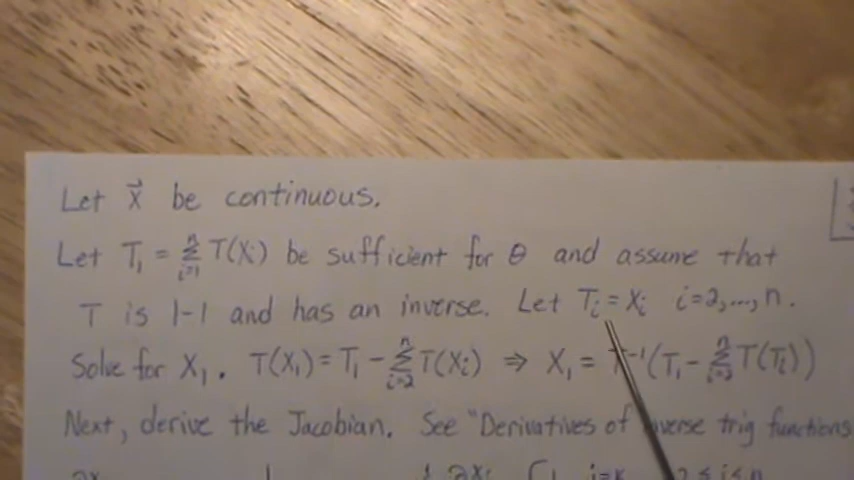 Let X⃗ be continuous.
Let T₁ = Σⁿᵢ₌₁ T(Xᵢ) be sufficient for θ and assume that
T is 1-1 and has an inverse. Let Tᵢ = Xᵢ i=2,...,n.
Solve for X₁. T(X₁) = T₁ - Σⁿᵢ₌₂ T(Xᵢ) ⇒ X₁ = T⁻¹(T₁ - Σⁿᵢ₌₂ T(Tᵢ))
Next, derive the Jacobian. See "Derivatives of inverse trig functions